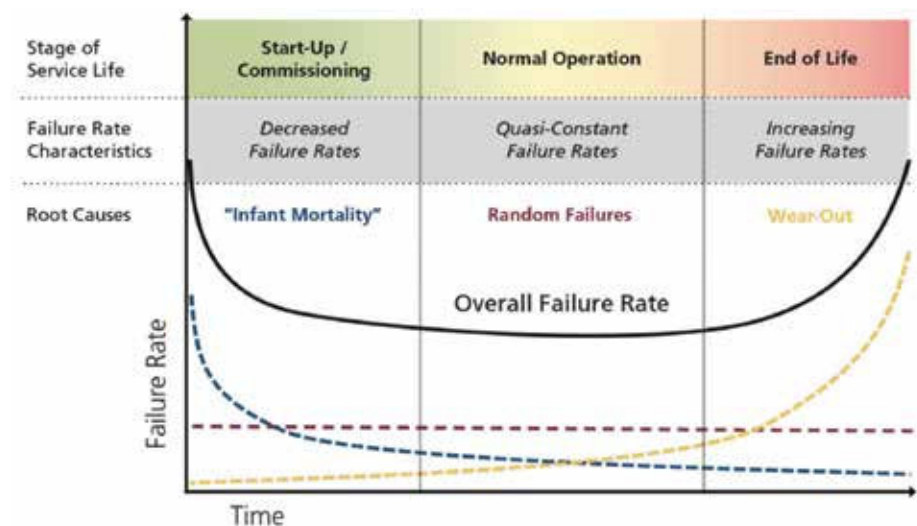 Stage of
Service Life
Start-Up /
Commissioning
Normal Operation
End of Life
Failure Rate
Characteristics
Decreased
Failure Rates
Quasi-Constant
Failure Rates
Increasing
Failure Rates
Root Causes
"Infant Mortality"
Random Failures
Wear-Out
Overall Failure Rate
Failure Rate
Time